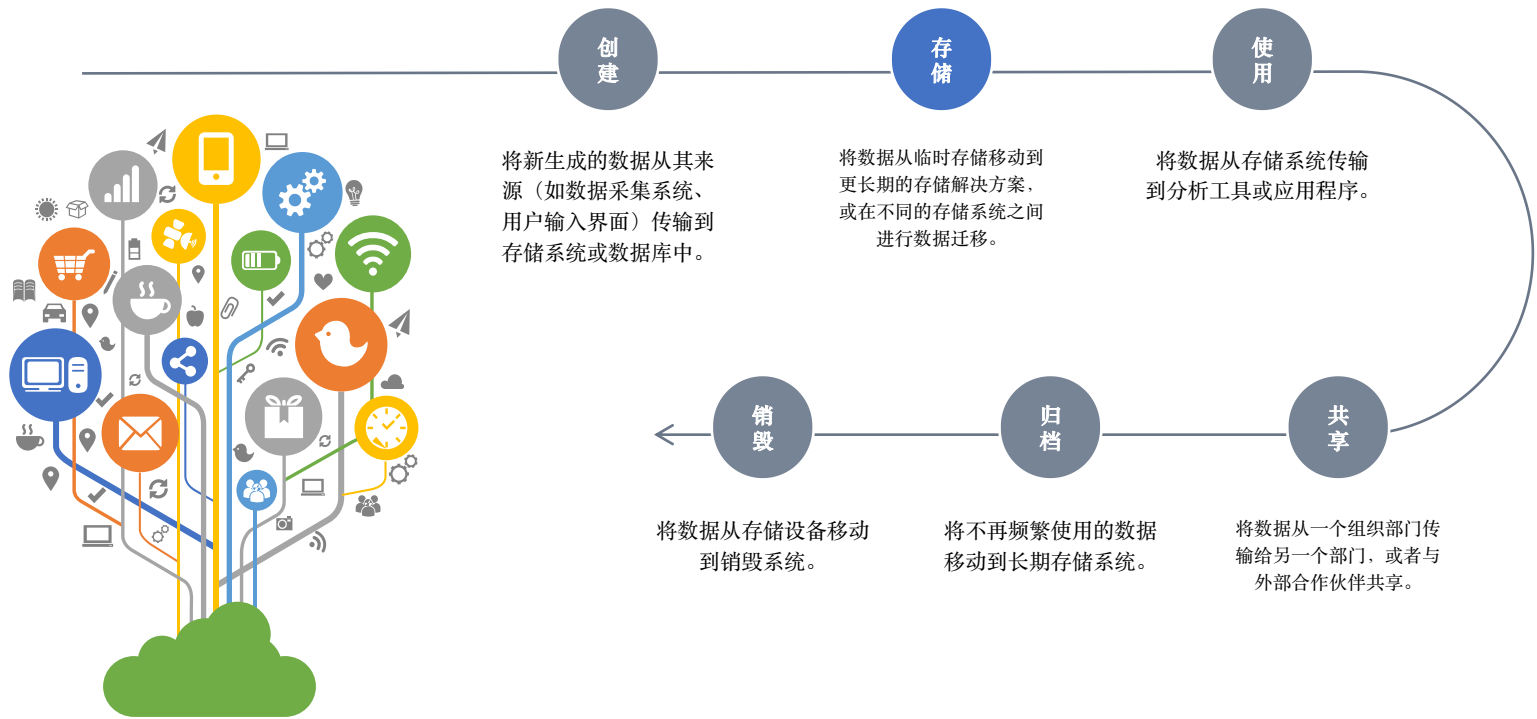 创
建
存
储
使
用
将新生成的数据从其来
源（如数据采集系统、
用户输入界面）传输到
存储系统或数据库中。
将数据从临时存储移动到
更长期的存储解决方案，
或在不同的存储系统之间
进行数据迁移。
将数据从存储系统传输
到分析工具或应用程序。
共
享
归
档
销
毁
将数据从一个组织部门传
输给另一个部门，或者与
外部合作伙伴共享。
将不再频繁使用的数据
移动到长期存储系统。
将数据从存储设备移动
到销毁系统。